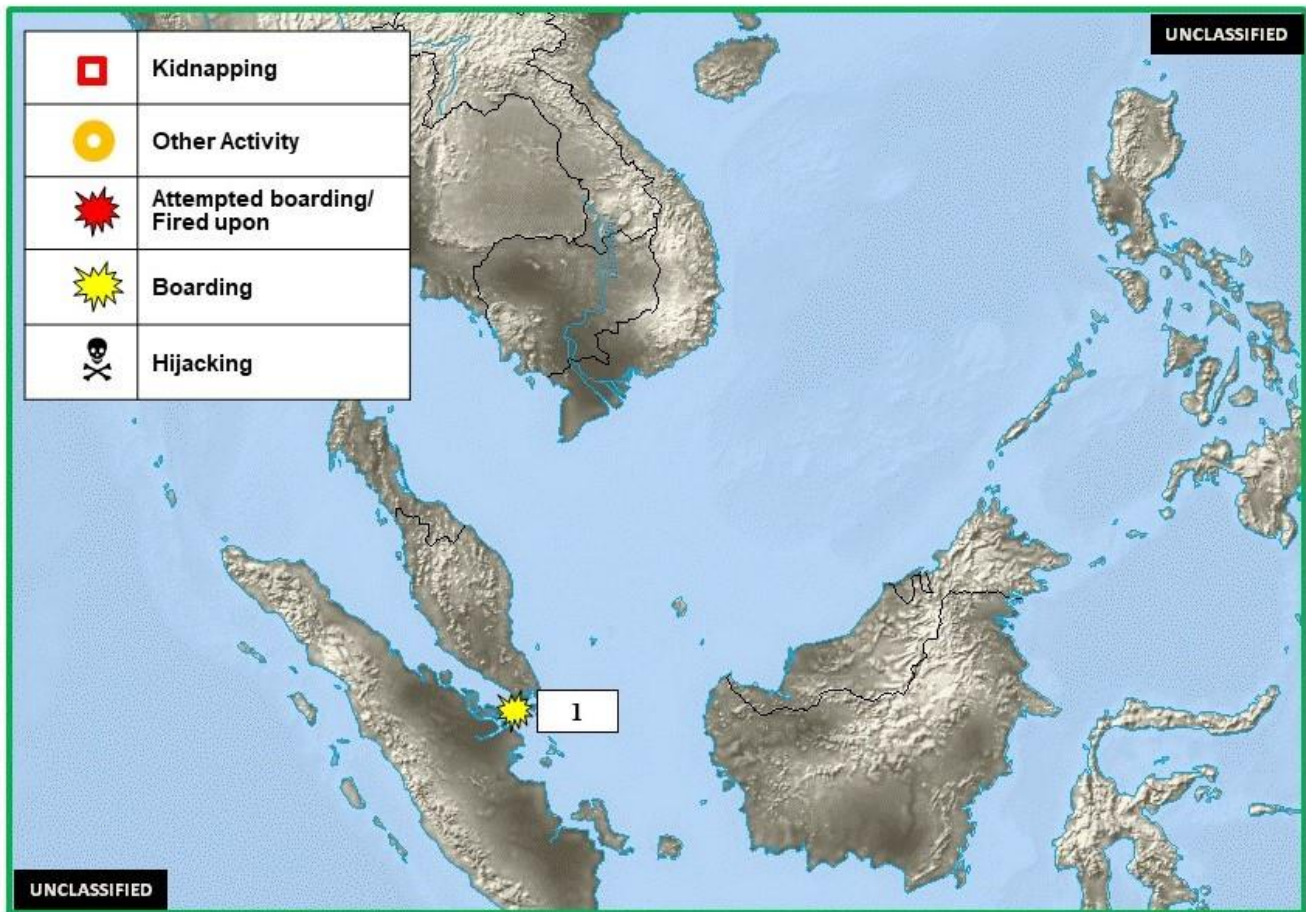 UNCLASSIFIED
Kidnapping
Other Activity
Attempted boarding/
Fired upon
Boarding
Hijacking
1
UNCLASSIFIED